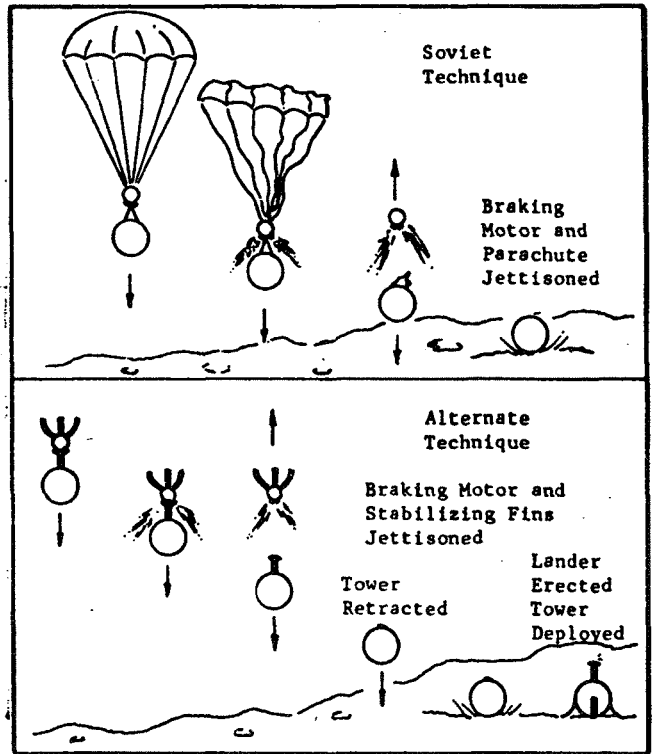 Soviet
Technique
Braking
Motor and
Parachute
Jettisoned
Alternate
Technique
Braking Motor and
Stabilizing Fins
Jettisoned
Tower
Retracted
Lander
Erected
Tower
Deployed